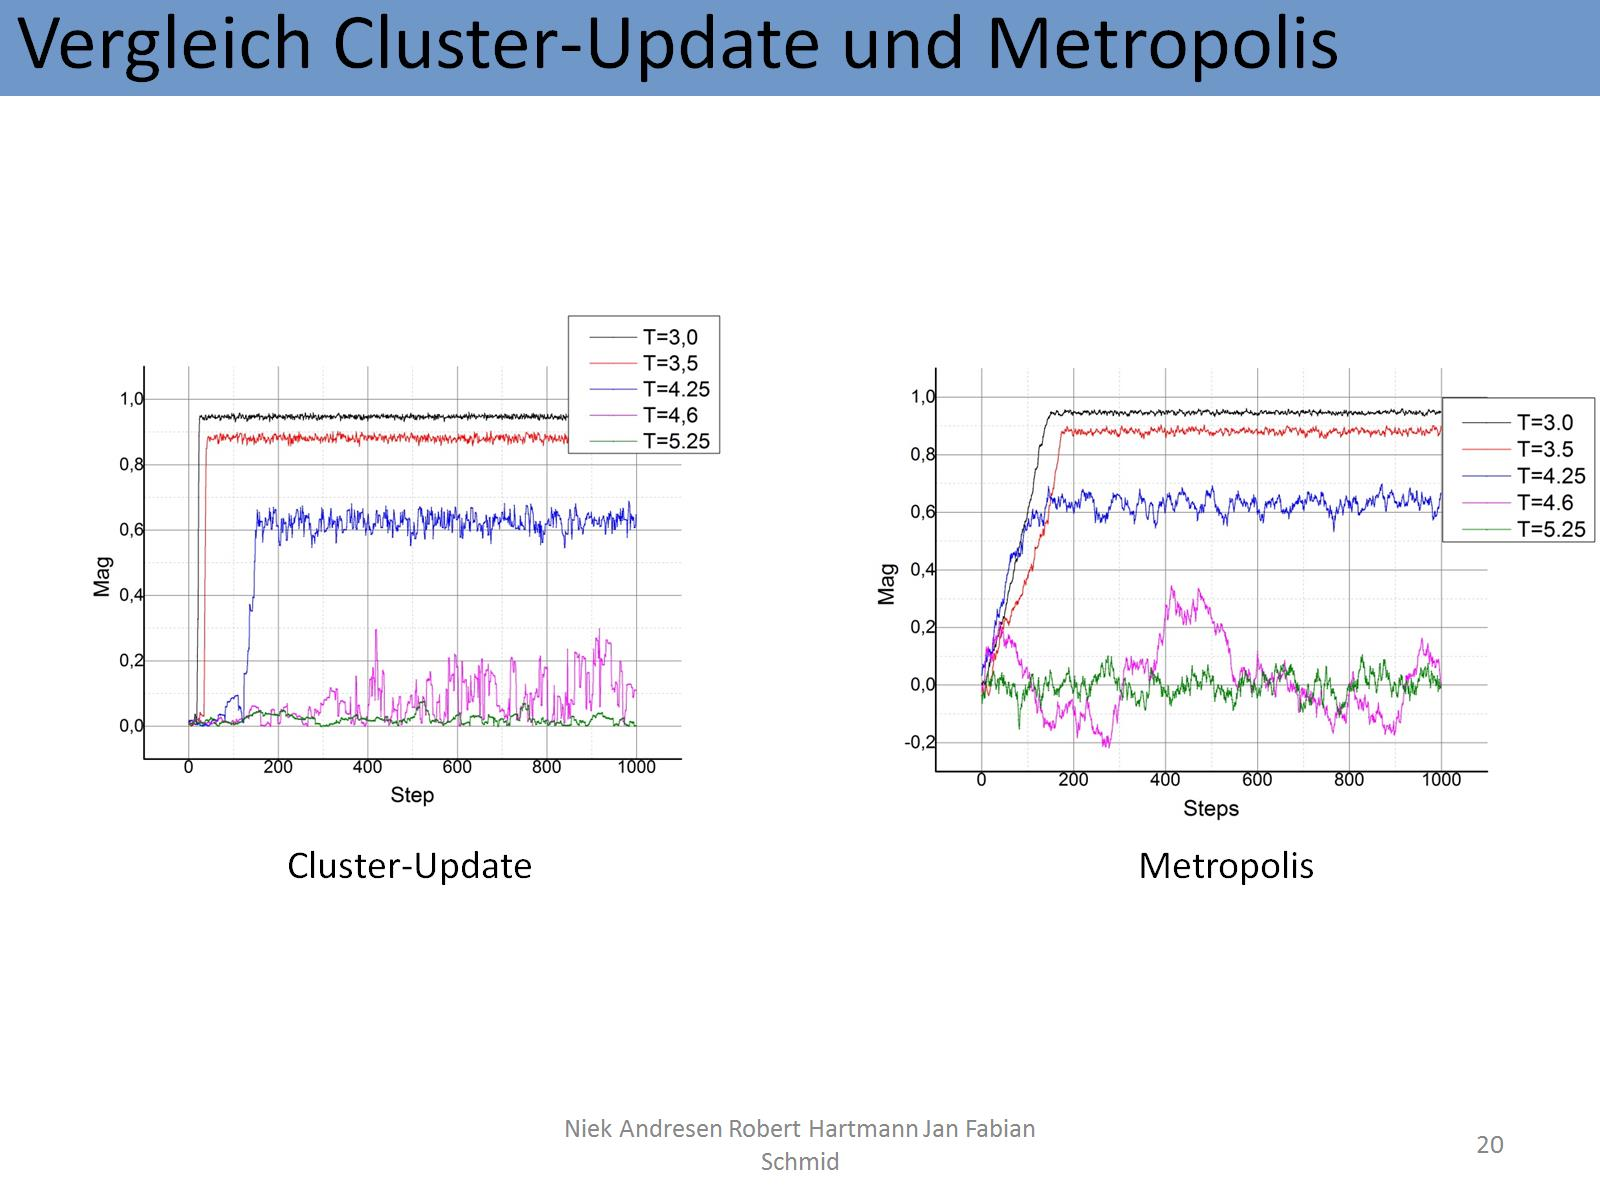 Vergleich Cluster-Update und Metropolis
T=3,0
T=3,5
T=4.25
T=4,6
T=5.25
1,0
0,8
0,6
0,4
0,2
0,0
Mag
0 200 400 600 800 1000
Step
Cluster-Update
T=3.0
T=3.5
T=4.25
T=4.6
T=5.25
1,0
0,8
0,6
0,4
0,2
0,0
-0,2
Mag
0 200 400 600 800 1000
Steps
Metropolis
Niek Andresen Robert Hartmann Jan Fabian
Schmid
20